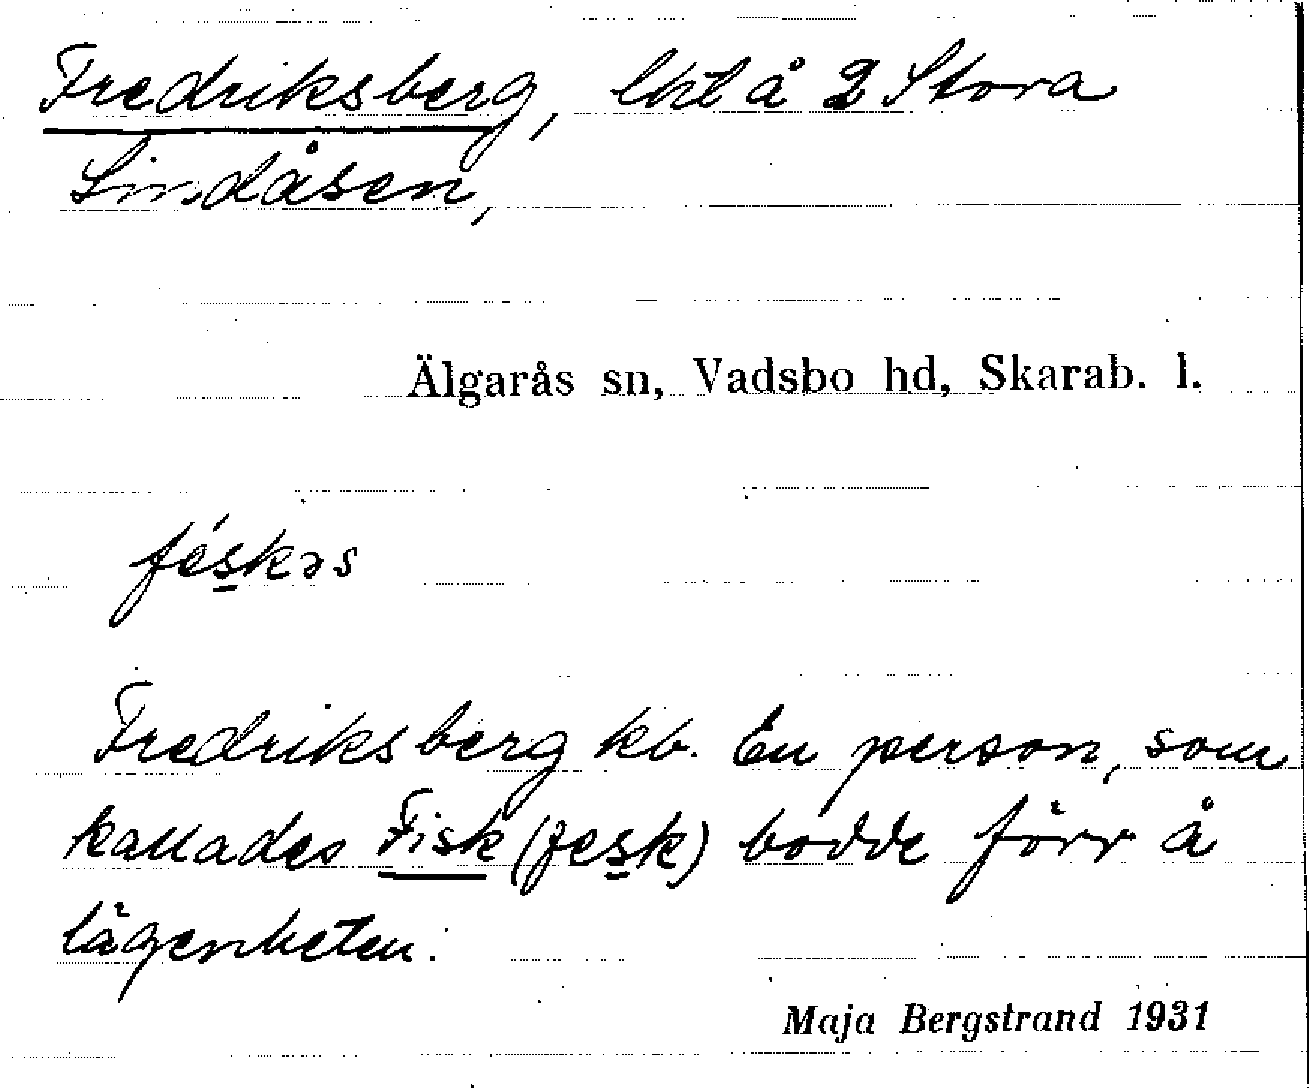 Fredriksberg, lht å 2 Stora
Lindåsen,
Älgarås sn, Vadsbo hd, Skarab. l.
féskəs
Fredriksberg kb. En person, som
kallades Fisk (fesk) bodde förr å
lägenheten.
Maja Bergstrand 1931